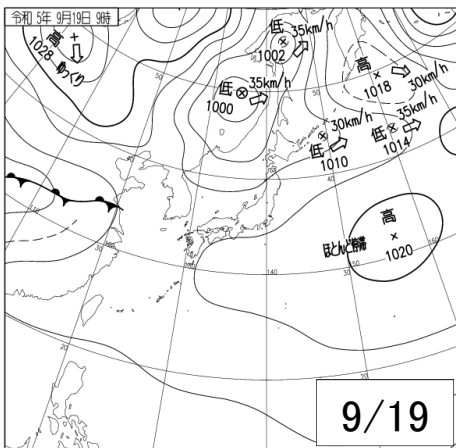 令和 5年 9月19日 9時
高
1028
ゆっくり
低
1002
35km/h
低
1000
35km/h
高
1018
30km/h
低
1010
30km/h
低
1014
35km/h
高
1020
ほとんど停滞
140
9/19